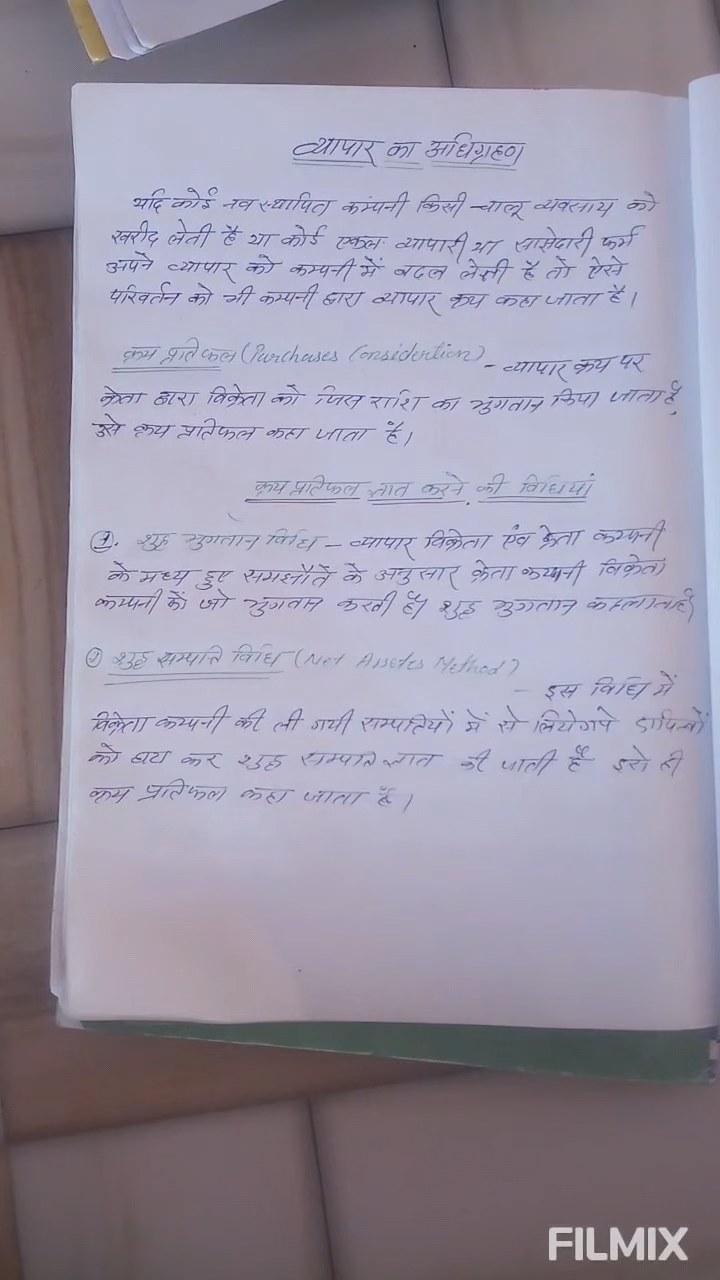 व्यापार का अधिग्रहण
यदि कोई नव स्थापित कम्पनी किसी चालू व्यवसाय को
खरीद लेती है या कोई एकल व्यापारी या साझेदारी फर्म
अपने व्यापार को कम्पनी में बदल लेती है तो ऐसे
परिवर्तन को भी कम्पनी द्वारा व्यापार क्रय कहा जाता है।
क्रय प्रतिफल (Purchases Considertion) - व्यापार क्रय पर
क्रेता द्वारा विक्रेता को जिस राशि का भुगतान किया जाता है,
उसे क्रय प्रतिफल कहा जाता है।
क्रय प्रतिफल ज्ञात करने की विधियां
1. शुद्ध भुगतान विधि - व्यापार विक्रेता एंव क्रेता कम्पनी
के मध्य हुए समझौते के अनुसार क्रेता कम्पनी विक्रेता
कम्पनी को जो भुगतान करती है। शुद्ध भुगतान कहलाता है।
2 शुद्ध सम्पत्ति विधि (Net Assetes Method)
- इस विधि में
विक्रेता कम्पनी की ली गयी सम्पतियों में से लिये गये दायित्वों
को घटा कर शुद्ध सम्पत्ति ज्ञात की जाती है इसे ही
क्रय प्रतिफल कहा जाता है।
FILMIX